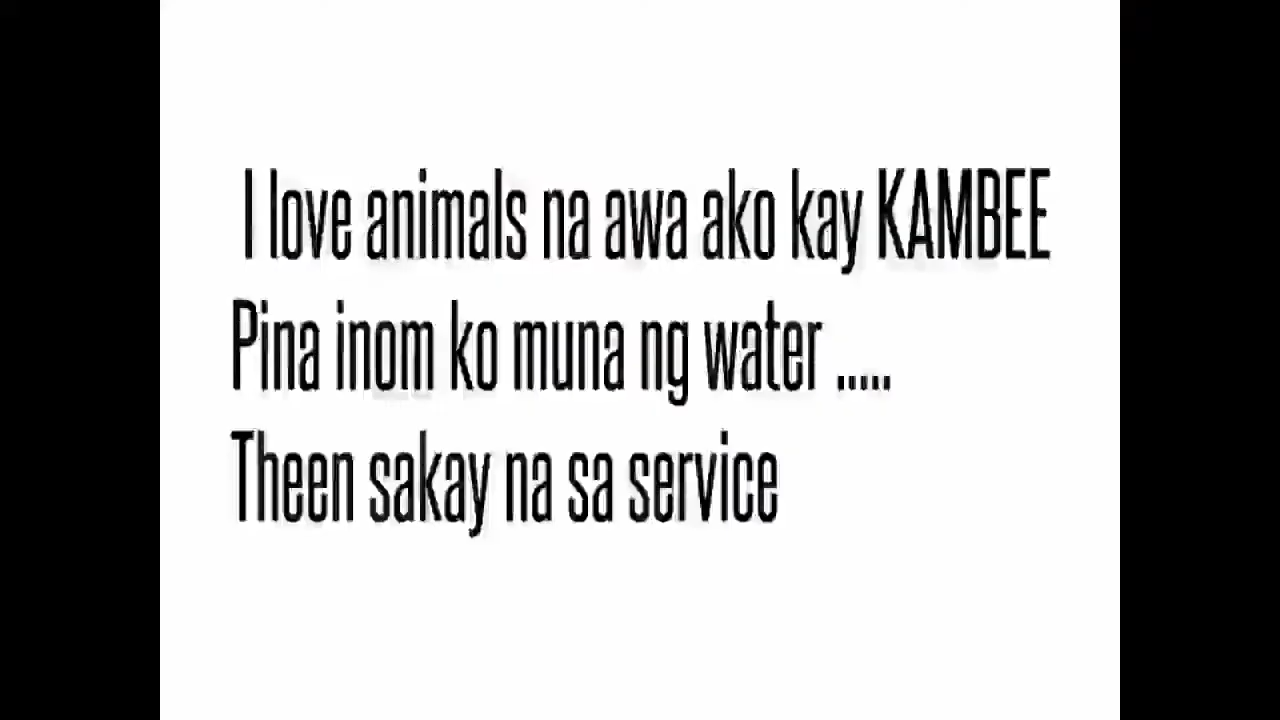 I love animals na awa ako kay KAMBEE
Pina inom ko muna ng water .....
Theen sakay na sa service